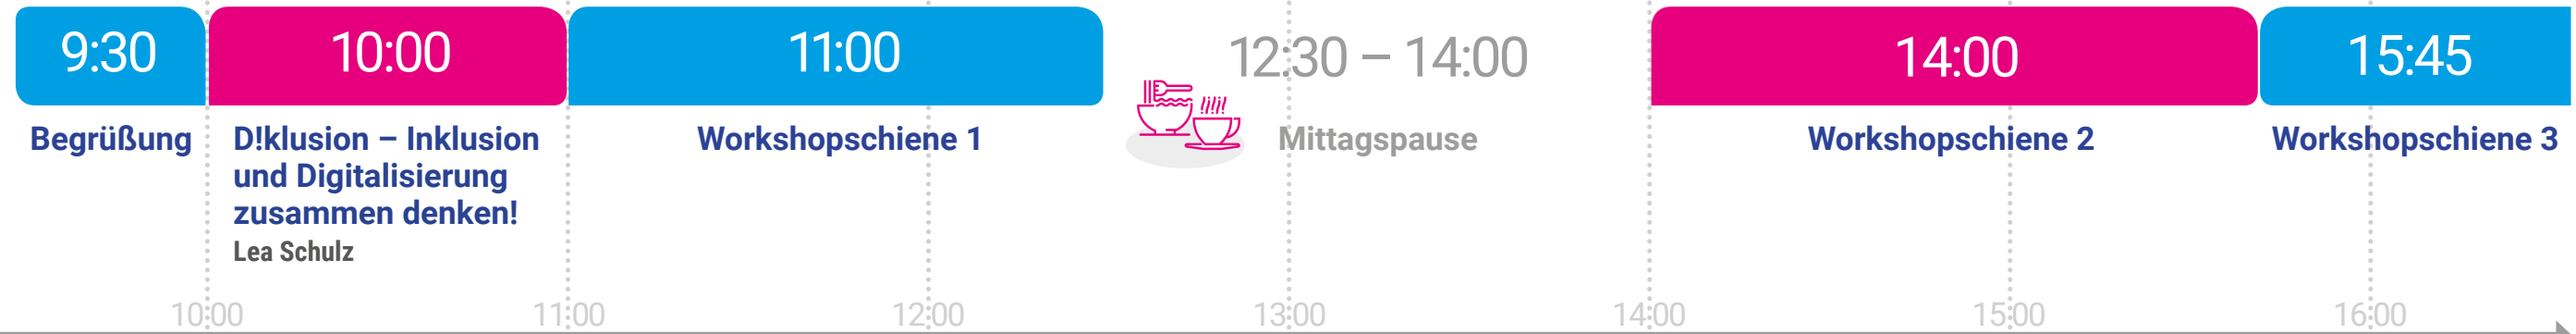 9:30
10:00
11:00
12:30 – 14:00
14:00
15:45
Begrüßung
D!klusion – Inklusion
und Digitalisierung
zusammen denken!
Lea Schulz
Workshopschiene 1
Mittagspause
Workshopschiene 2
Workshopschiene 3
10:00
11:00
12:00
13:00
14:00
15:00
16:00